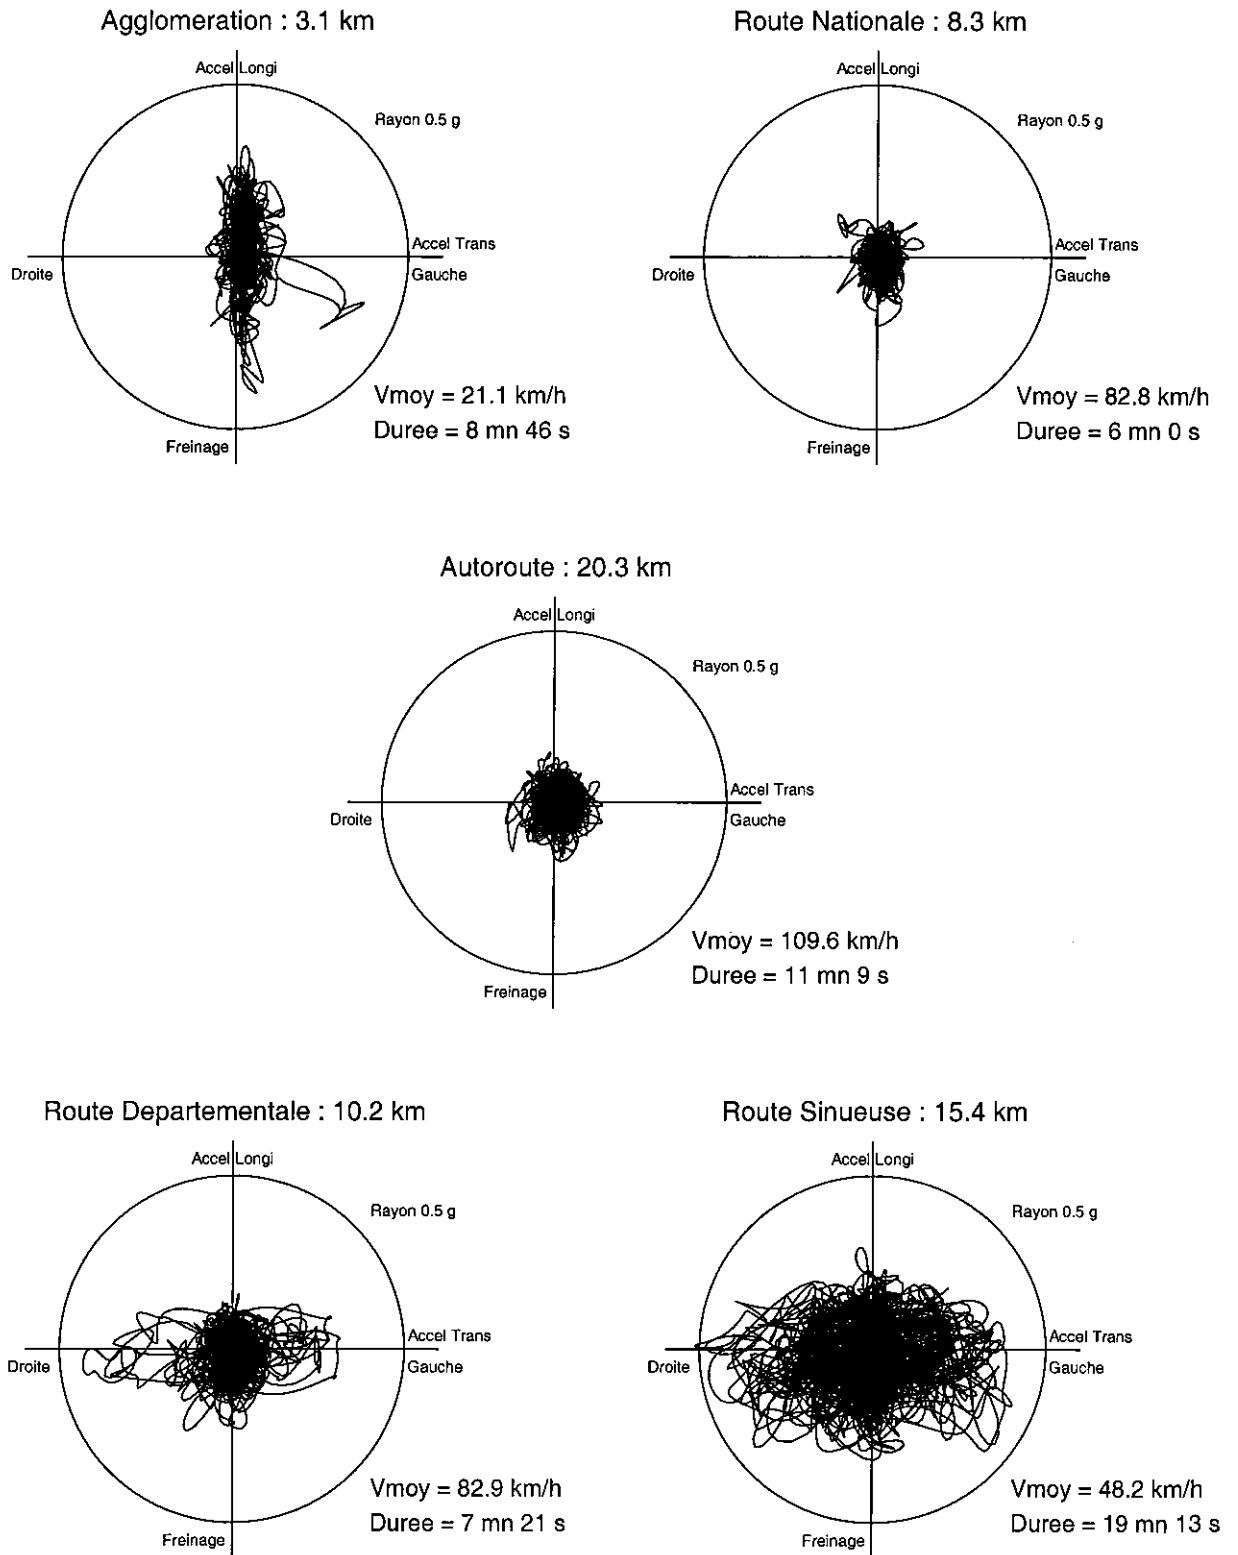 Agglomeration : 3.1 km
Accel Longi
Rayon 0.5 g
Accel Trans
Droite
Gauche
Vmoy = 21.1 km/h
Duree = 8 mn 46 s
Freinage
Route Nationale : 8.3 km
Accel Longi
Rayon 0.5 g
Accel Trans
Droite
Gauche
Vmoy = 82.8 km/h
Duree = 6 mn 0 s
Freinage
Autoroute : 20.3 km
Accel Longi
Rayon 0.5 g
Accel Trans
Droite
Gauche
Vmoy = 109.6 km/h
Duree = 11 mn 9 s
Freinage
Route Departementale : 10.2 km
Accel Longi
Rayon 0.5 g
Accel Trans
Droite
Gauche
Vmoy = 82.9 km/h
Duree = 7 mn 21 s
Freinage
Route Sinueuse : 15.4 km
Accel Longi
Rayon 0.5 g
Accel Trans
Droite
Gauche
Vmoy = 48.2 km/h
Duree = 19 mn 13 s
Freinage